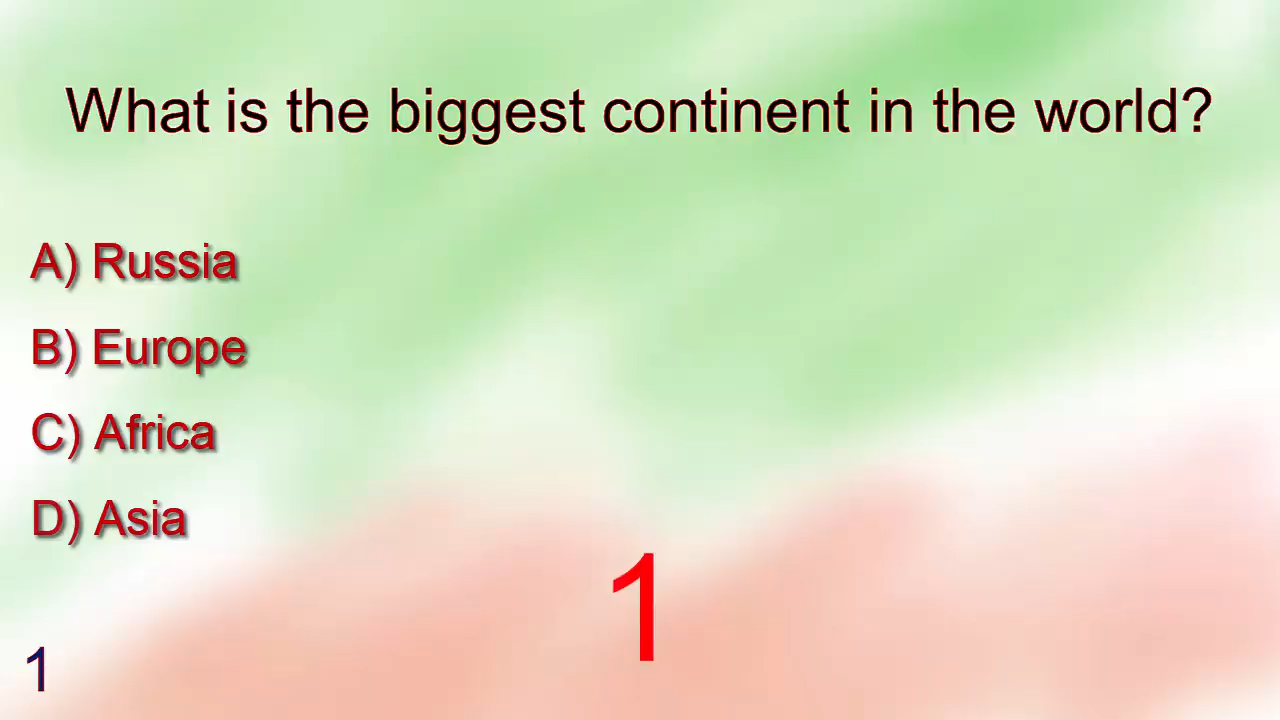 What is the biggest continent in the world?
A) Russia
B) Europe
C) Africa
D) Asia
1
1